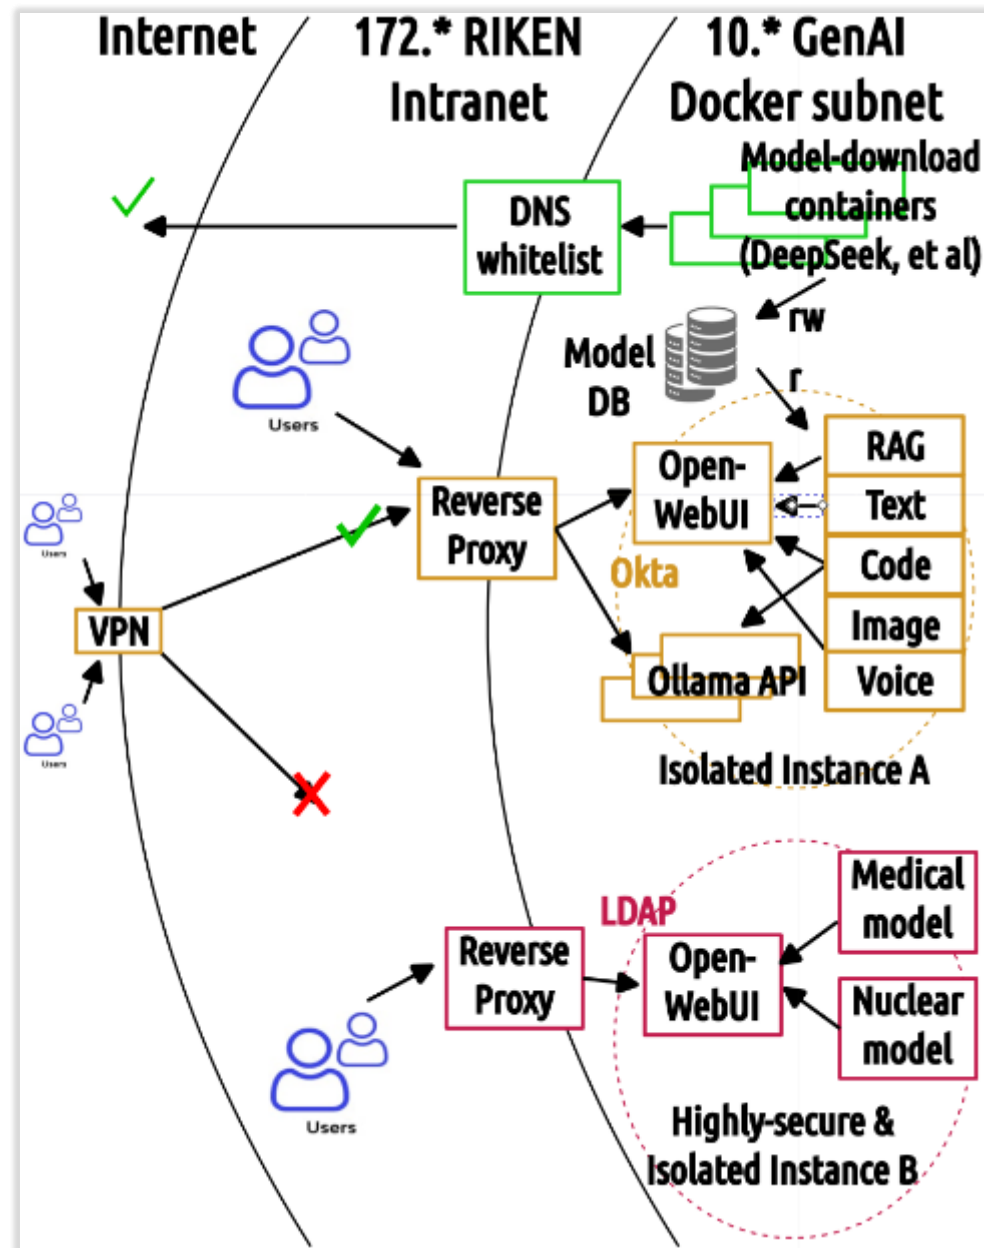 Internet
172.* RIKEN
Intranet
10.* GenAI
Docker subnet
Model-download
containers
(DeepSeek, et al)
DNS
whitelist
rw
Model
DB
r
Users
RAG
Open-
WebUI
Text
Reverse
Proxy
Users
Okta
Code
VPN
Image
Ollama API
Voice
Users
Isolated Instance A
Medical
model
LDAP
Reverse
Proxy
Open-
WebUI
Nuclear
model
Users
Highly-secure &
Isolated Instance B